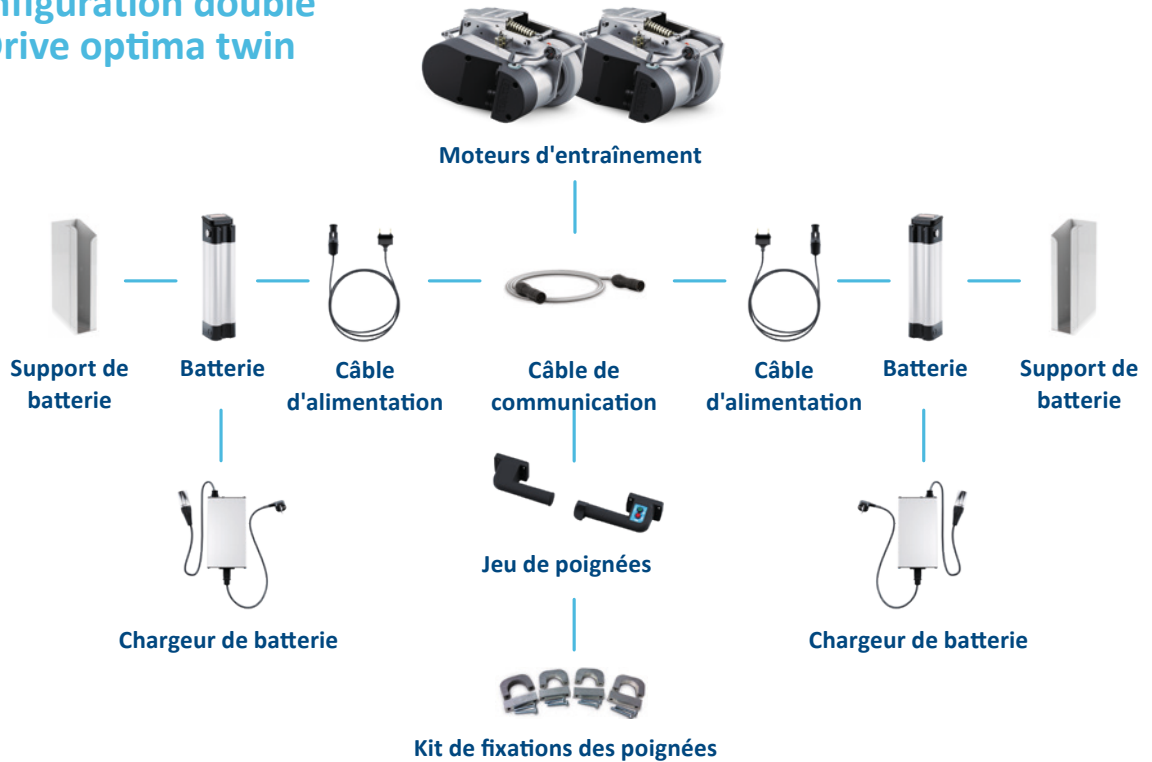 nfiguration double
Drive optima twin
Moteurs d'entraînement
Support de
batterie
Batterie
Câble
d'alimentation
Câble de
communication
Câble
d'alimentation
Batterie
Support de
batterie
Jeu de poignées
Chargeur de batterie
Chargeur de batterie
Kit de fixations des poignées